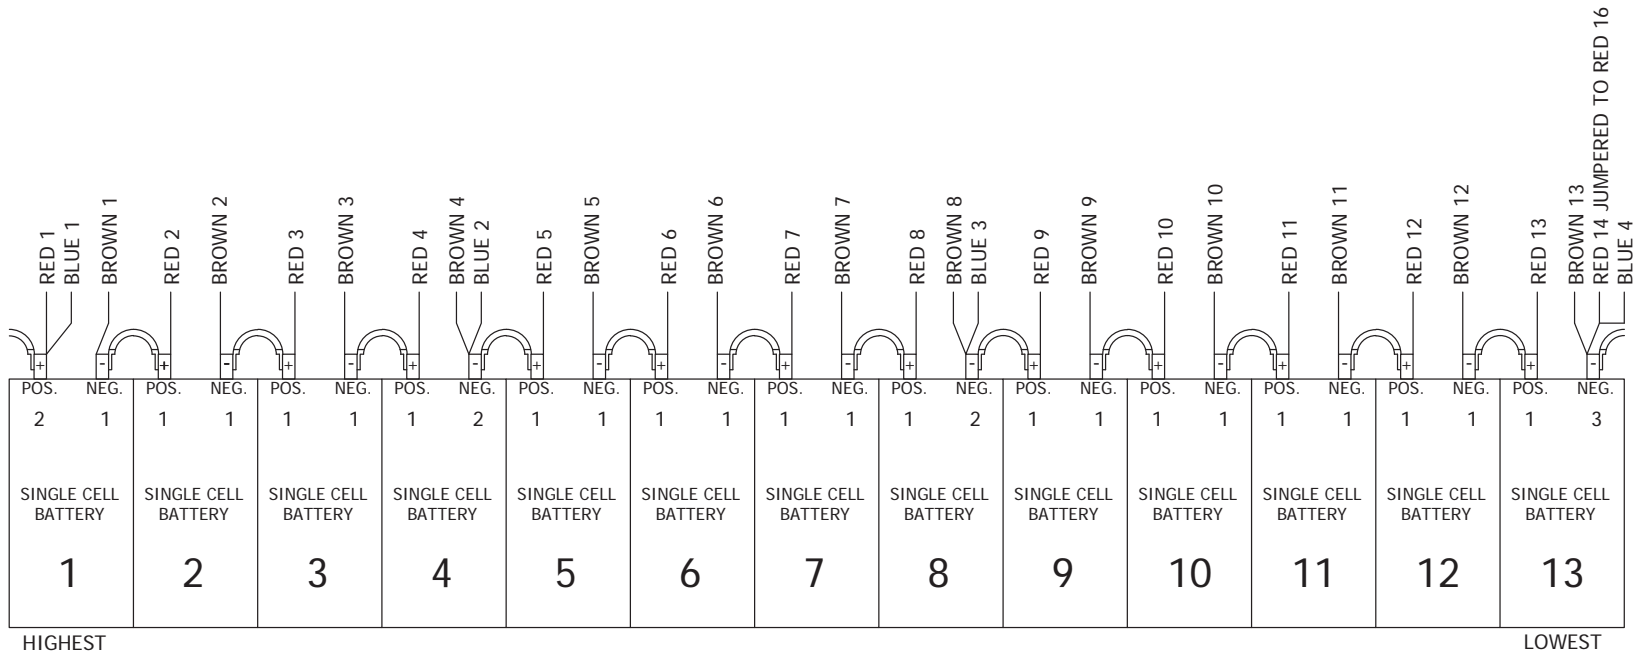 RED 1
BLUE 1
BROWN 1
RED 2
BROWN 2
RED 3
BROWN 3
RED 4
BROWN 4
BLUE 2
RED 5
BROWN 5
RED 6
BROWN 6
RED 7
BROWN 7
RED 8
BROWN 8
BLUE 3
RED 9
BROWN 9
RED 10
BROWN 10
RED 11
BROWN 11
RED 12
BROWN 12
RED 13
BROWN 13
RED 14 JUMPERED TO RED 16
BLUE 4
+ - + - + - + - + - + - + - + - + - + - + - + - + -
POS. NEG. POS. NEG. POS. NEG. POS. NEG. POS. NEG. POS. NEG. POS. NEG. POS. NEG. POS. NEG. POS. NEG. POS. NEG. POS. NEG. POS. NEG.
2 1 1 1 1 1 1 2 1 1 1 1 1 1 1 2 1 1 1 1 1 1 1 1 1 3
SINGLE CELL SINGLE CELL SINGLE CELL SINGLE CELL SINGLE CELL SINGLE CELL SINGLE CELL SINGLE CELL SINGLE CELL SINGLE CELL SINGLE CELL SINGLE CELL SINGLE CELL
BATTERY BATTERY BATTERY BATTERY BATTERY BATTERY BATTERY BATTERY BATTERY BATTERY BATTERY BATTERY BATTERY
1 2 3 4 5 6 7 8 9 10 11 12 13
HIGHEST LOWEST